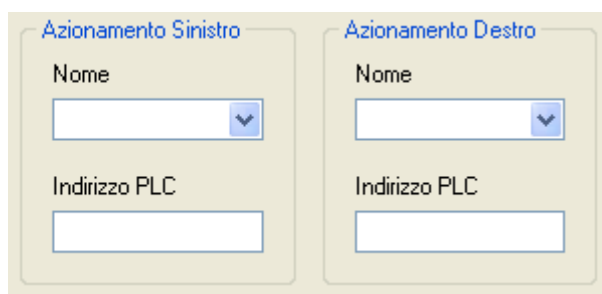 Azionamento Sinistro
Nome
Indirizzo PLC
Azionamento Destro
Nome
Indirizzo PLC